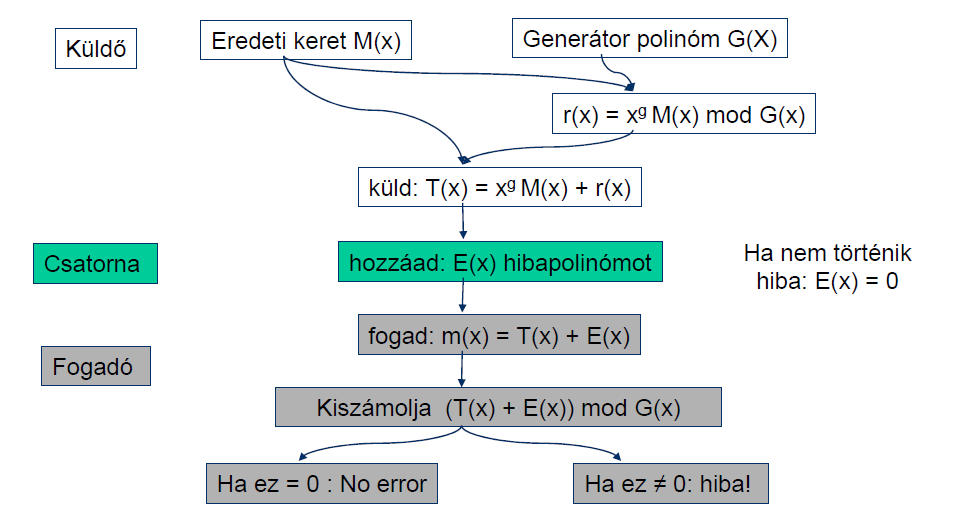 Küldő
Eredeti keret M(x)
Generátor polinóm G(X)
r(x) = xᵍ M(x) mod G(x)
küld: T(x) = xᵍ M(x) + r(x)
Csatorna
hozzáad: E(x) hibapolinómot
Ha nem történik
hiba: E(x) = 0
fogad: m(x) = T(x) + E(x)
Fogadó
Kiszámolja (T(x) + E(x)) mod G(x)
Ha ez = 0 : No error
Ha ez ≠ 0: hiba!